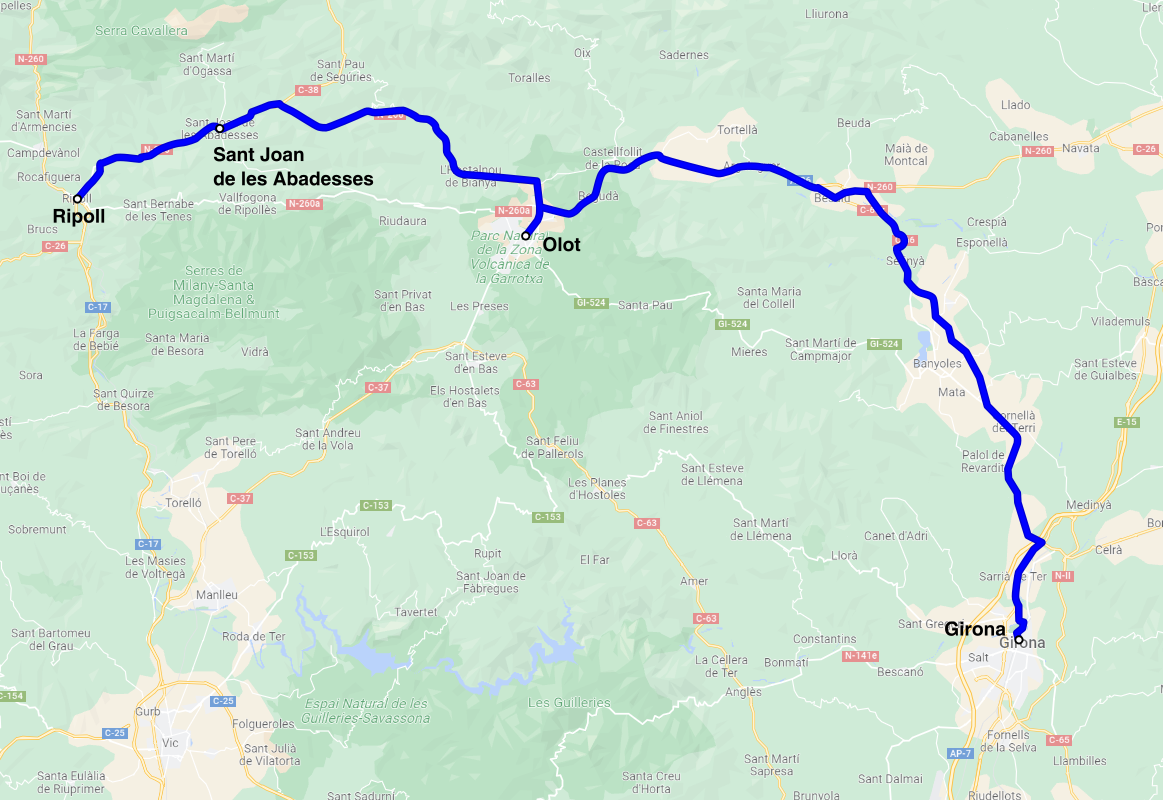 Lliurona
Serra Cavallera
Oix
Sadernes
N-260
Sant Martí
d'Ogassa
Sant Pau
de Segúries
Toralles
C-38
Llado
Sant Martí
d'Armencies
Tortellà
Beuda
Cabanelles
Campdevànol
Castellfollit
Maià de
Montcal
N-260
Navata
C-26
Sant Joan
de les Abadesses
Rocafiguera
de Bianya
N-260
Ripoll
Sant Bernabe
de les Tenes
Vallfogona
de Ripollès
N-260a
Riudaura
N-260a
Brucs
C-26
Olot
Crespià
Esponellà
Parc Natural
de la Zona
Volcànica de
la Garrotxa
Serres de
Milany-Santa
Magdalena &
Puigsacalm-Bellmunt
C-17
Sant Privat
d'en Bas
Les Preses
GI-524
Santa Pau
Santa Maria
del Collell
Vilademuls
La Farga
de Bebié
Santa Maria
de Besora
Vidrà
GI-524
Mieres
Sant Martí de
Campmajor
GI-524
Sant Esteve
d'en Bas
Banyoles
Sant Esteve
de Guialbes
Sora
C-37
C-63
Els Hostalets
d'en Bas
Mata
Sant Quirze
de Besora
Sant Aniol
de Finestres
E-15
Sant Pere
de Torelló
Sant Andreu
de la Vola
Sant Feliu
de Pallerols
Palol de
Revardit
Sant Esteve
de Llémena
Les Planes
d'Hostoles
Torelló
C-37
C-153
C-153
C-63
Medinyà
Sobremunt
L'Esquirol
Sant Martí
de Llémena
Canet d'Adri
C-17
C-153
Rupit
El Far
Llorà
Celrà
Les Masies
de Voltregà
Sant Joan de
Fàbregues
Amer
N-II
Manlleu
Tavertet
C-63
Girona
Girona
Sant Bartomeu
del Grau
Roda de Ter
Constantins
N-141e
Salt
La Cellera
de Ter
Bonmatí
Bescanó
Anglès
C-154
C-25
Gurb
Folgueroles
Espai Natural de les
Guilleries-Savassona
Les Guilleries
C-25
Vic
Fornells
de la Selva
C-65
AP-7
Sant Julià
de Vilatorta
Sant Martí
Sapresa
Llambilles
Santa Eulàlia
de Riuprimer
Santa Creu
d'Horta
Sant Dalmai
Brunyola
Riudellots